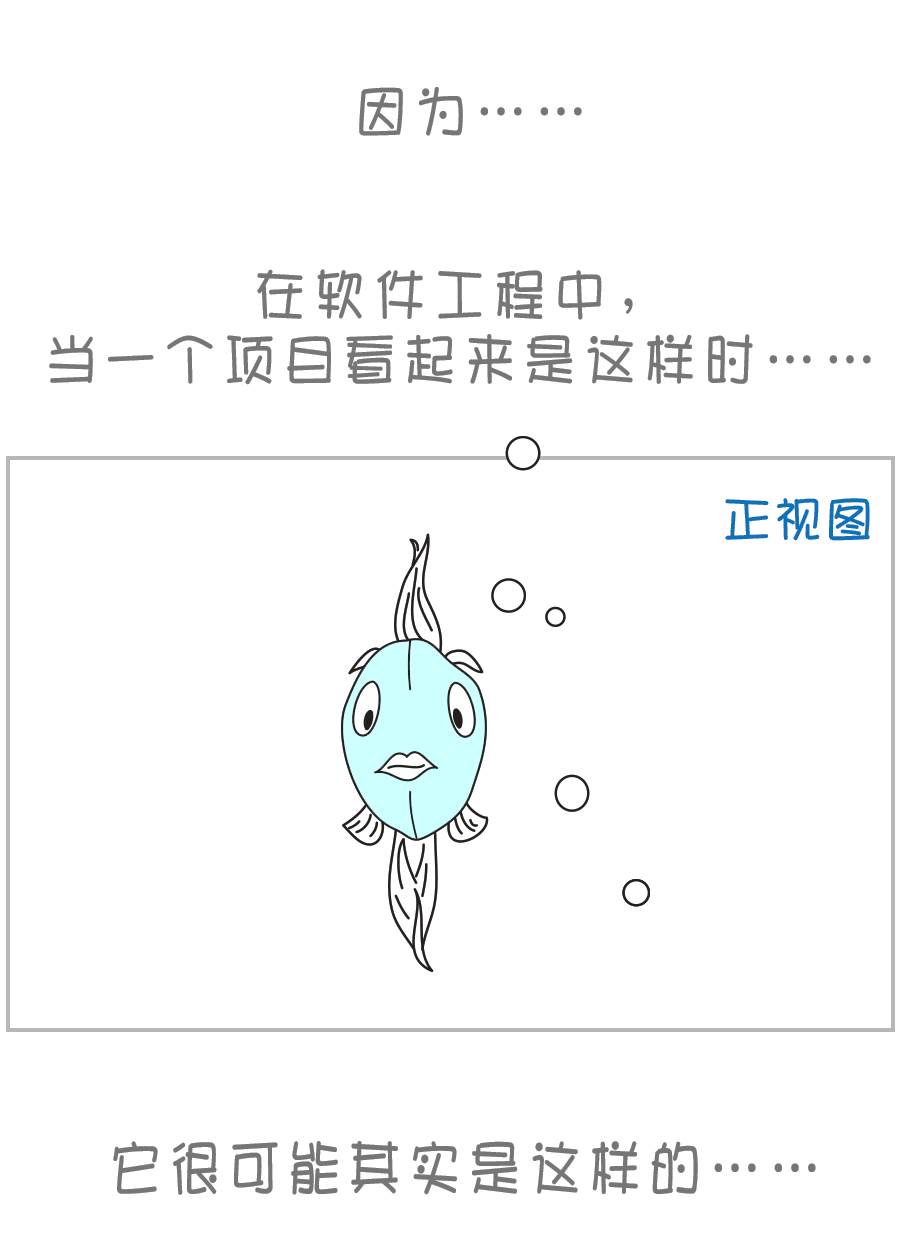 因为……
在软件工程中，
当一个项目看起来是这样时……
正视图
它很可能其实是这样的……